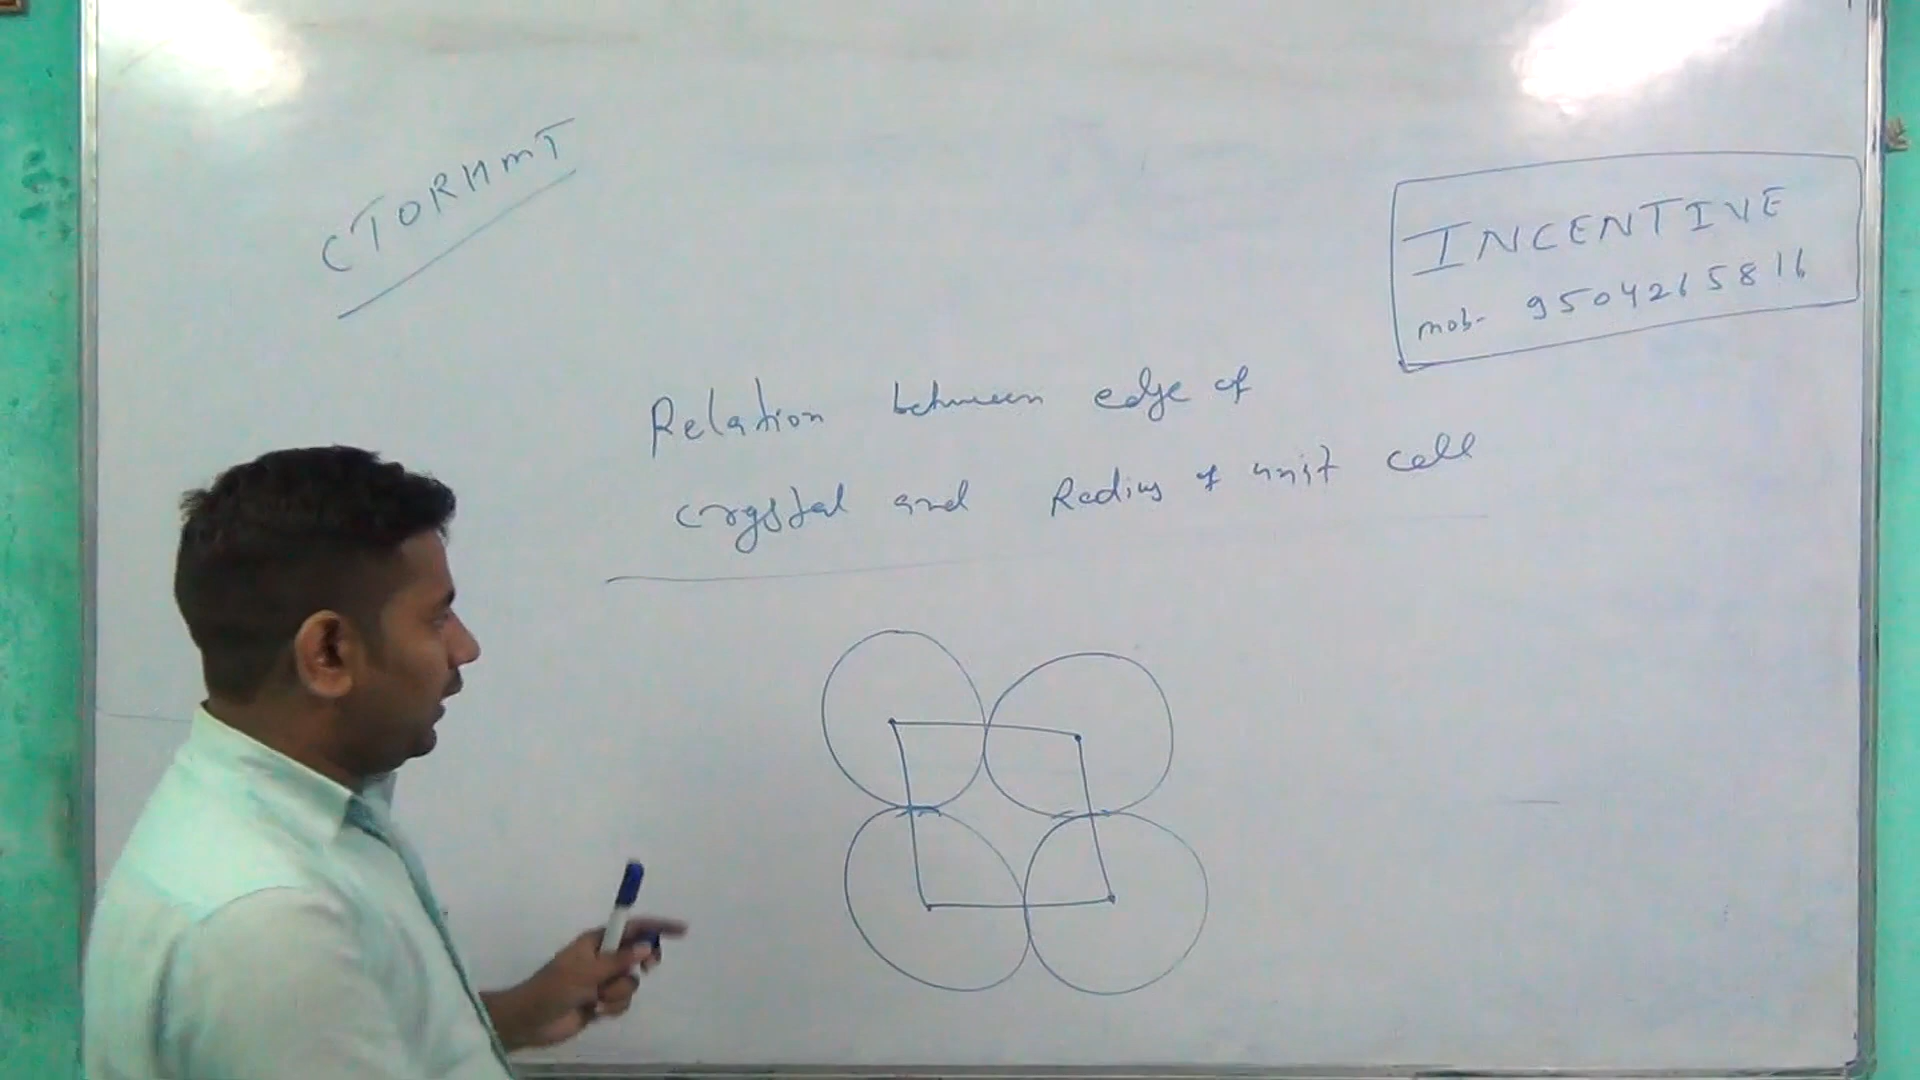 CTORHMT
INCENTIVE
mob- 9504265816
Relation between edge of
crystal and Radius of unit cell